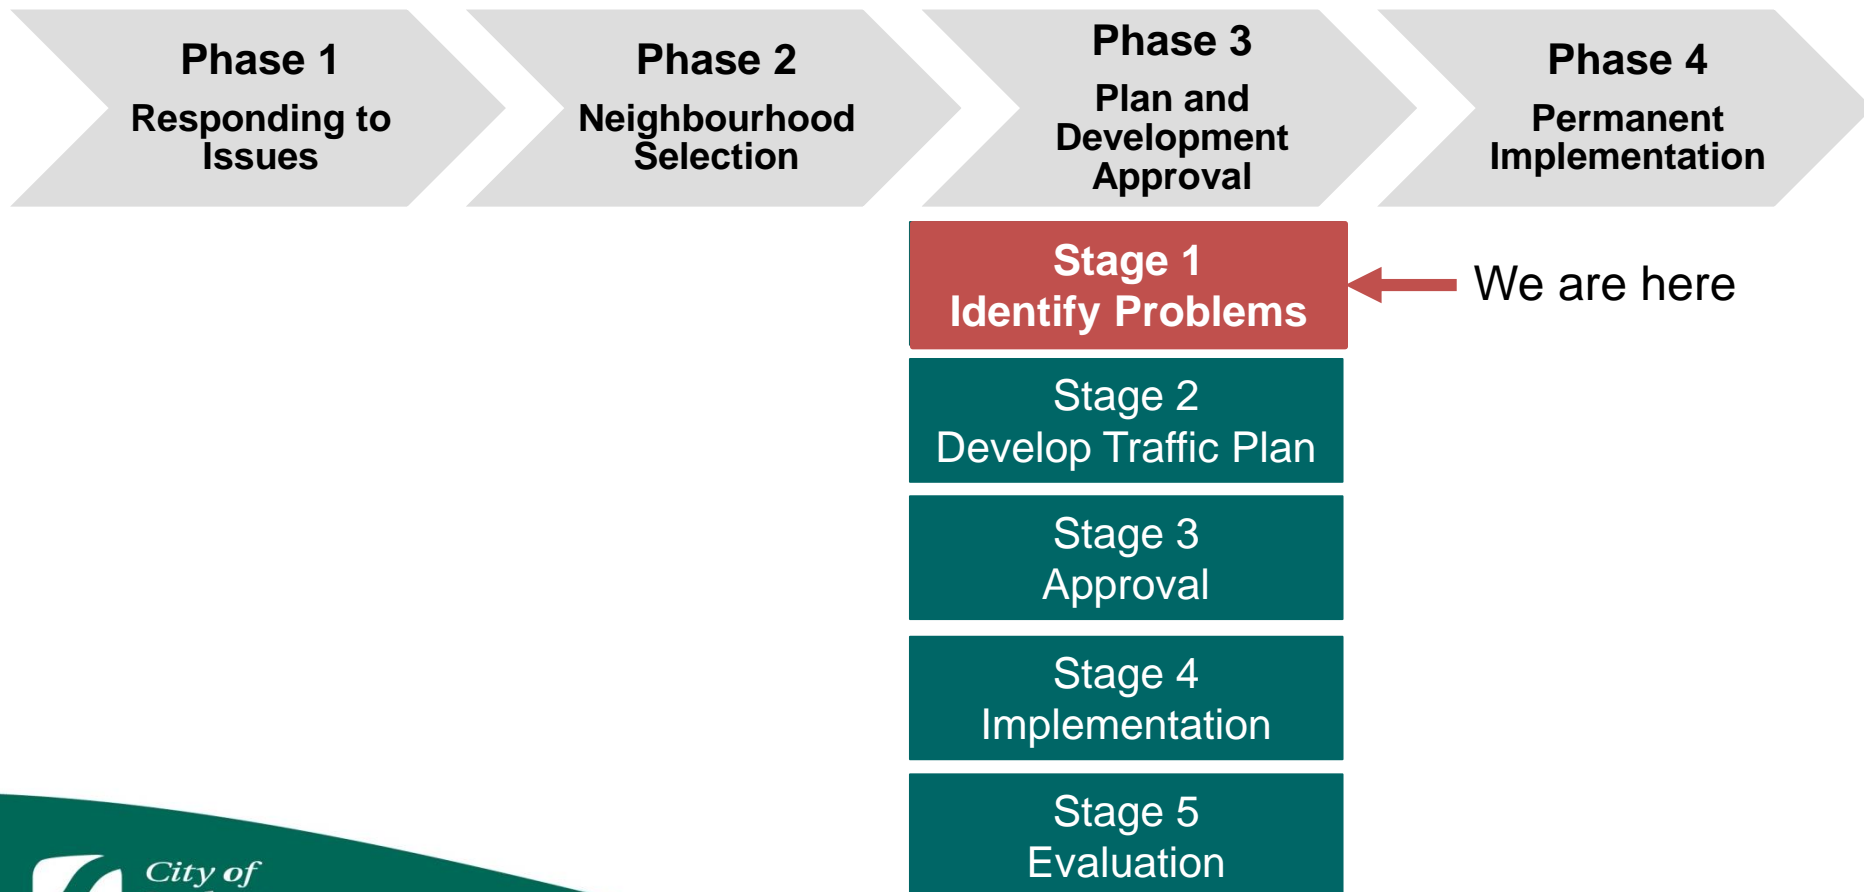 Phase 1
Responding to
Issues
Phase 2
Neighbourhood
Selection
Phase 3
Plan and
Development
Approval
Phase 4
Permanent
Implementation
Stage 1
Identify Problems
We are here
Stage 2
Develop Traffic Plan
Stage 3
Approval
Stage 4
Implementation
Stage 5
Evaluation
City of